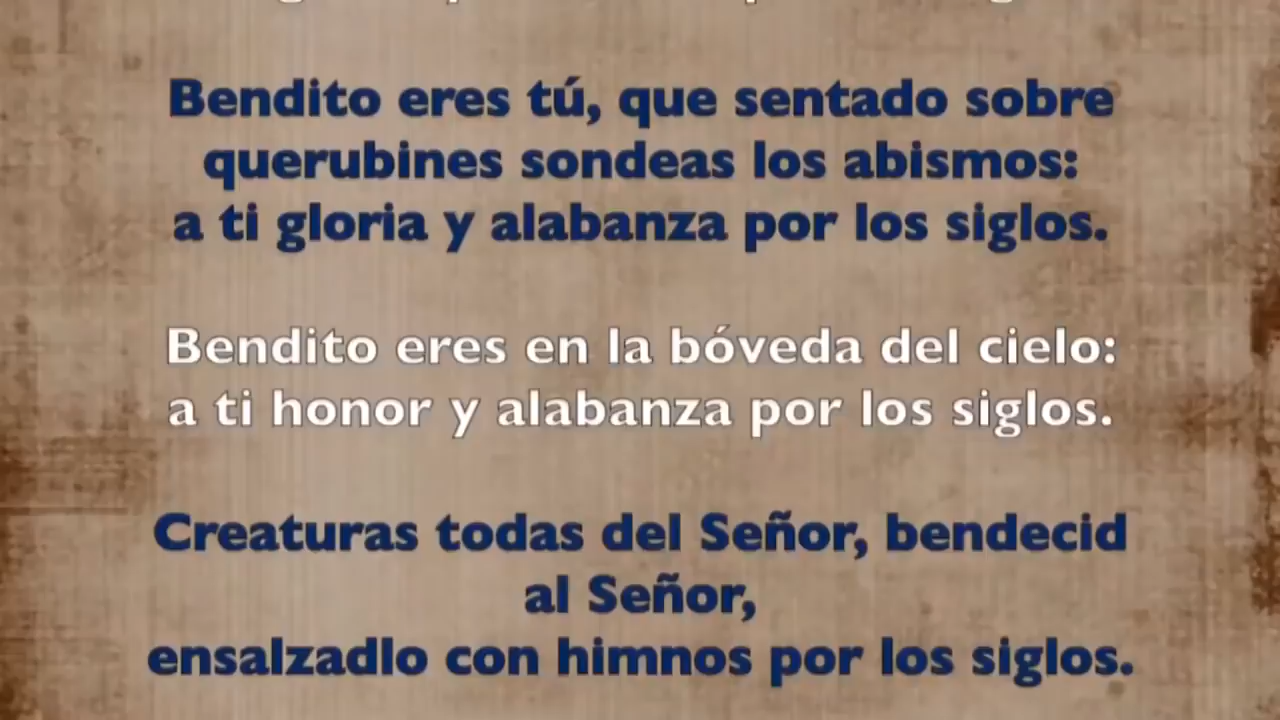 Bendito eres tú, que sentado sobre
querubines sondeas los abismos:
a ti gloria y alabanza por los siglos.
Bendito eres en la bóveda del cielo:
a ti honor y alabanza por los siglos.
Creaturas todas del Señor, bendecid
al Señor,
ensalzadlo con himnos por los siglos.